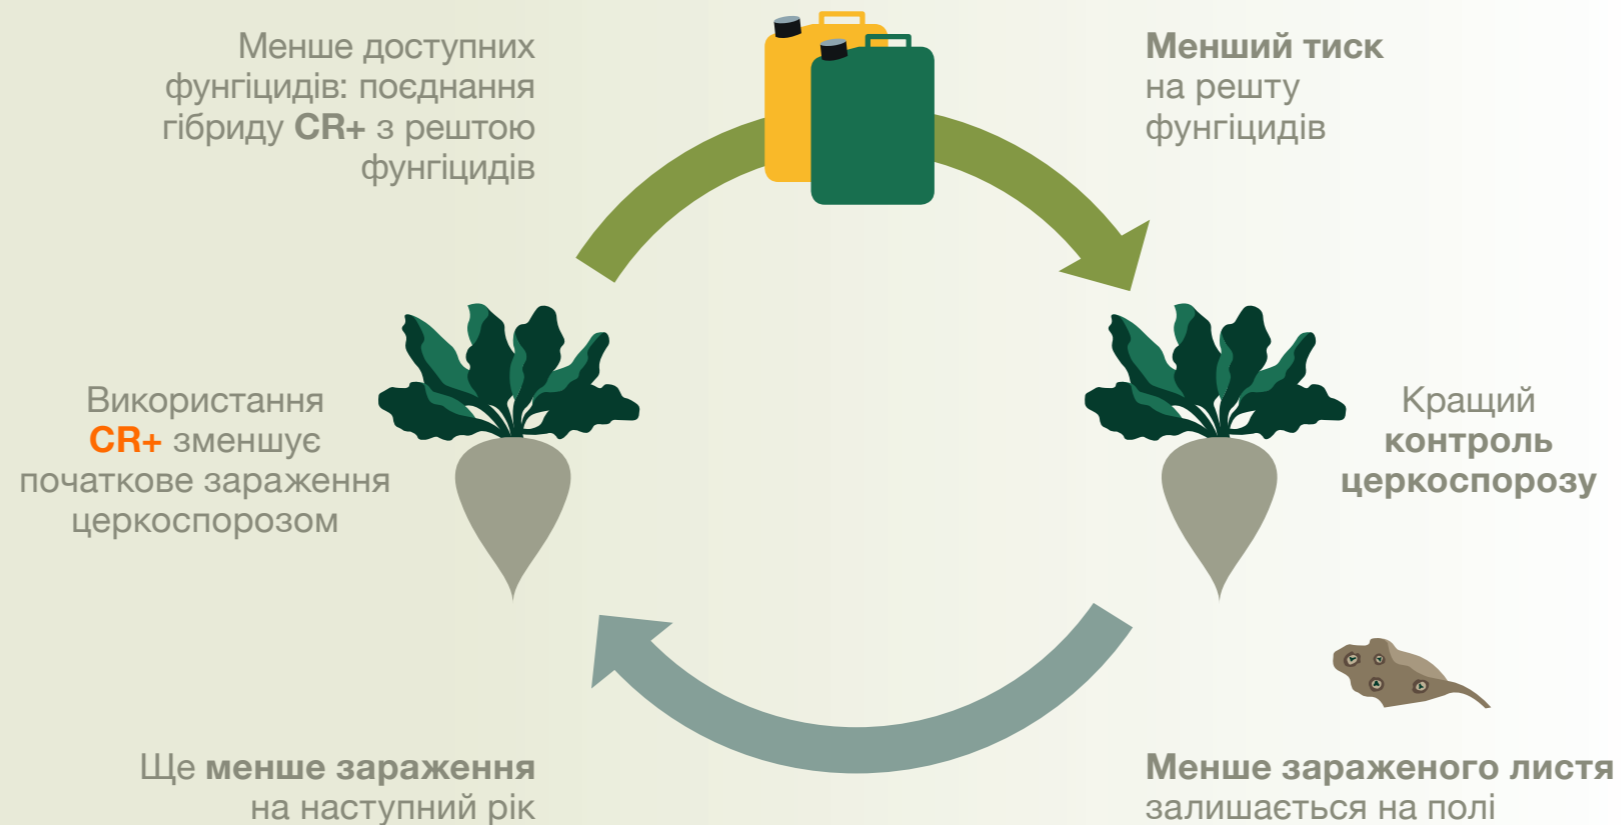 Менше доступних
фунгіцидів: поєднання
гібриду CR+ з рештою
фунгіцидів
Менший тиск
на решту
фунгіцидів
Використання
CR+ зменшує
початкове зараження
церкоспорозом
Кращий
контроль
церкоспорозу
Ще менше зараження
на наступний рік
Менше зараженого листя
залишається на полі